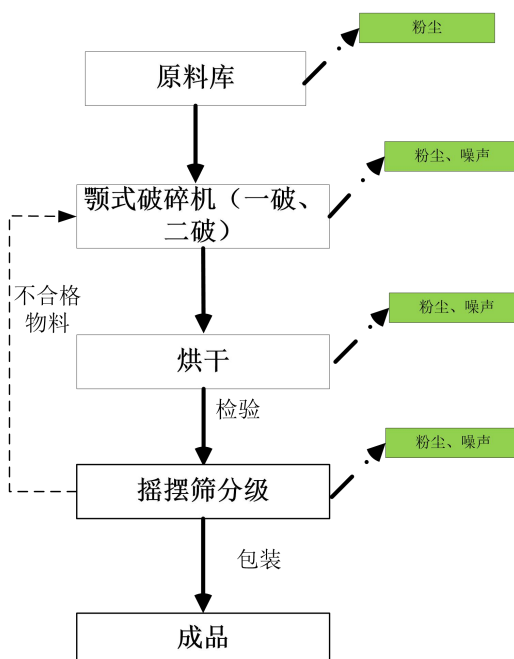 粉尘
原料库
粉尘、噪声
颚式破碎机（一破、
二破）
不合格
物料
粉尘、噪声
烘干
检验
粉尘、噪声
摇摆筛分级
包装
成品